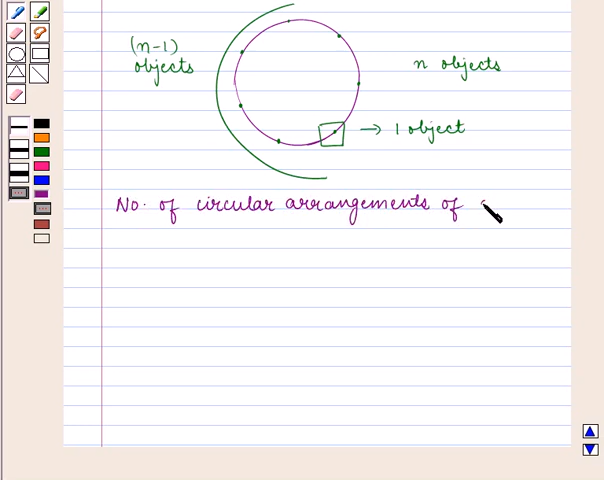 (n-1)
objects
n objects
→ 1 object
No. of circular arrangements of